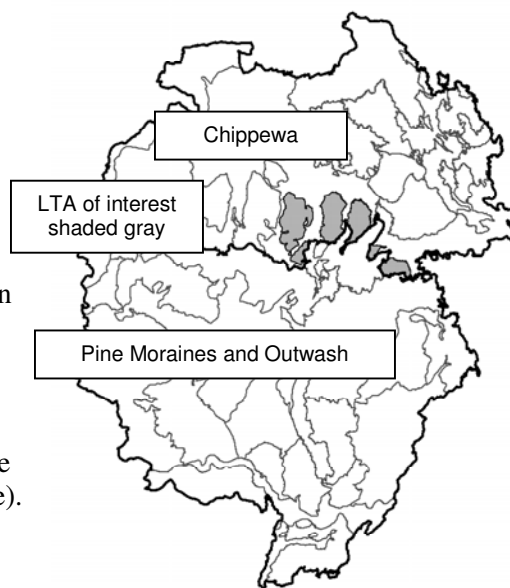 Chippewa
LTA of interest
shaded gray
n
Pine Moraines and Outwash
e
e).